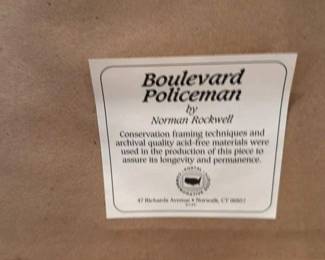 Boulevard
Policeman
by
Norman Rockwell
Conservation framing techniques and
archival quality acid-free materials were
used in the production of this piece to
assure its longevity and permanence.
47 Richards Avenue • Norwalk, CT 06857